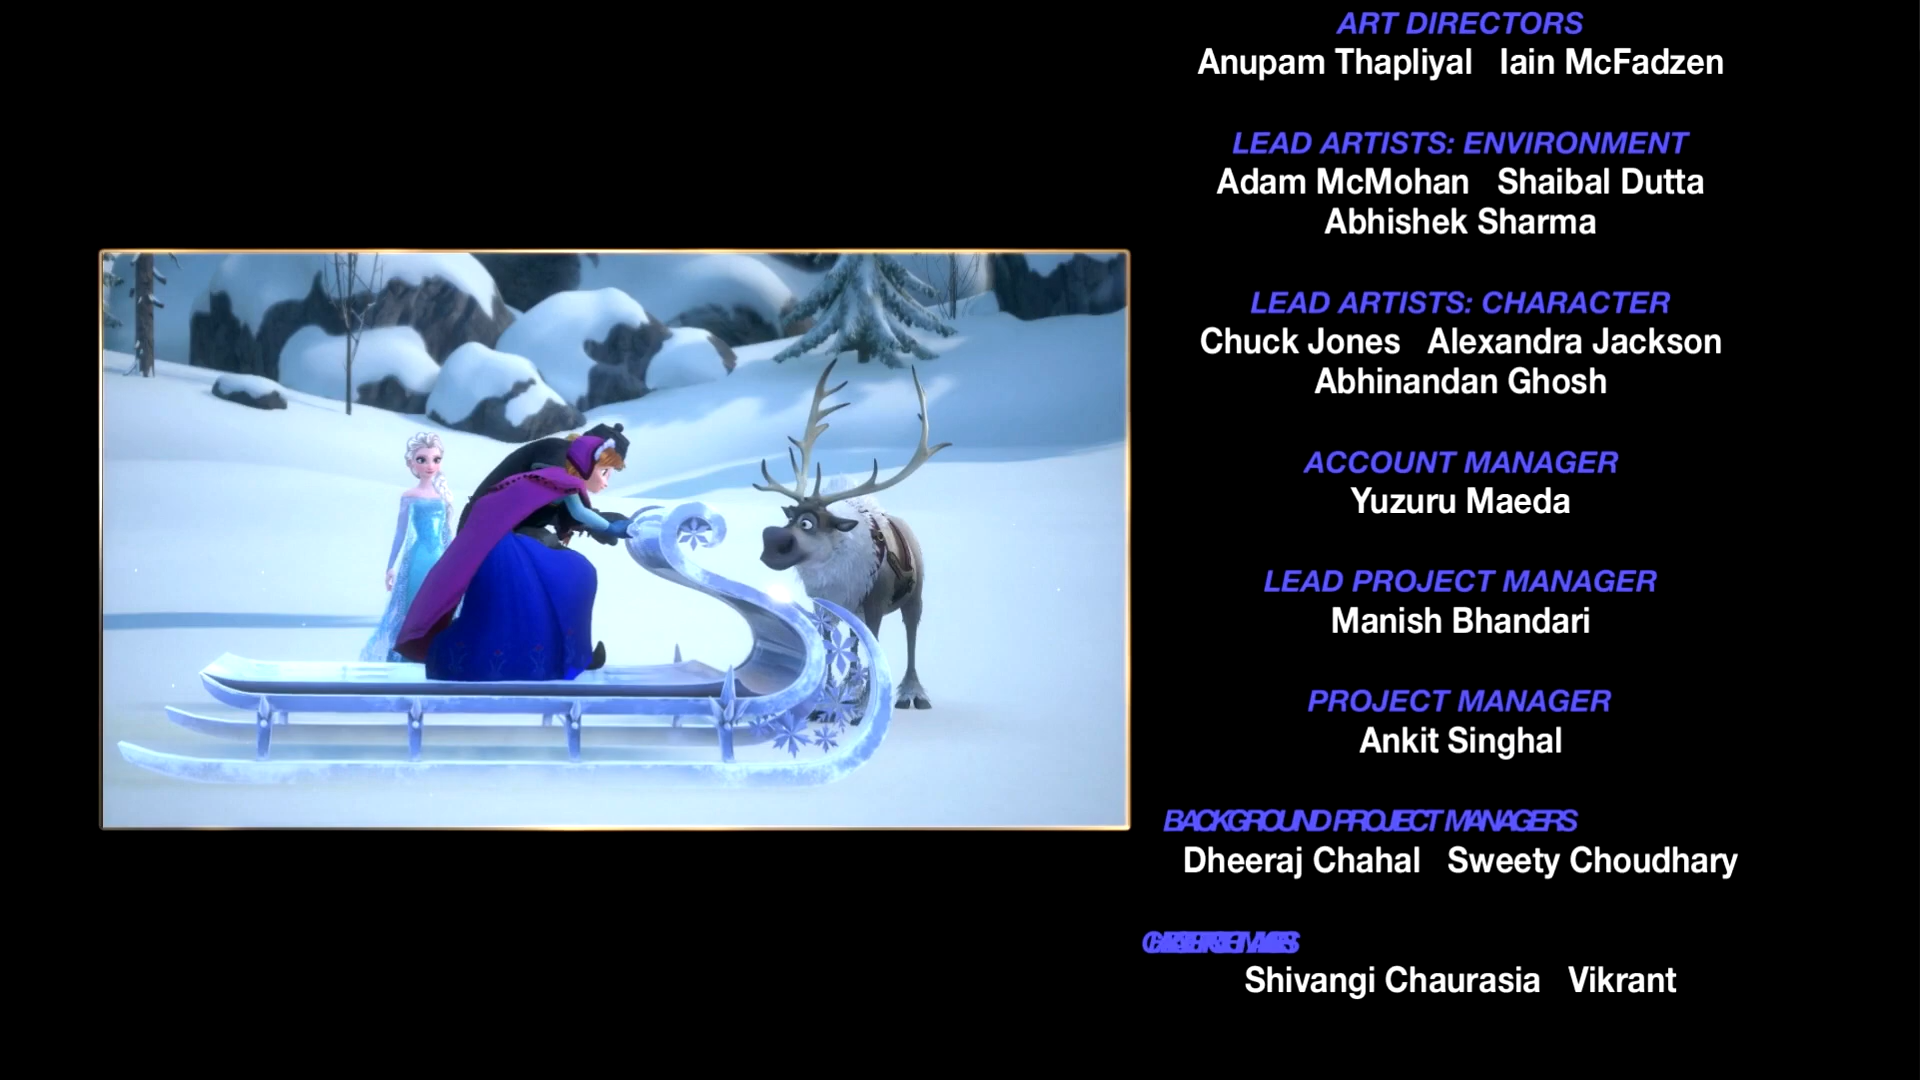 ART DIRECTORS
Anupam Thapliyal Iain McFadzen
LEAD ARTISTS: ENVIRONMENT
Adam McMohan Shaibal Dutta
Abhishek Sharma
LEAD ARTISTS: CHARACTER
Chuck Jones Alexandra Jackson
Abhinandan Ghosh
ACCOUNT MANAGER
Yuzuru Maeda
LEAD PROJECT MANAGER
Manish Bhandari
PROJECT MANAGER
Ankit Singhal
BACKGROUND PROJECT MANAGERS
Dheeraj Chahal Sweety Choudhary
Shivangi Chaurasia Vikrant